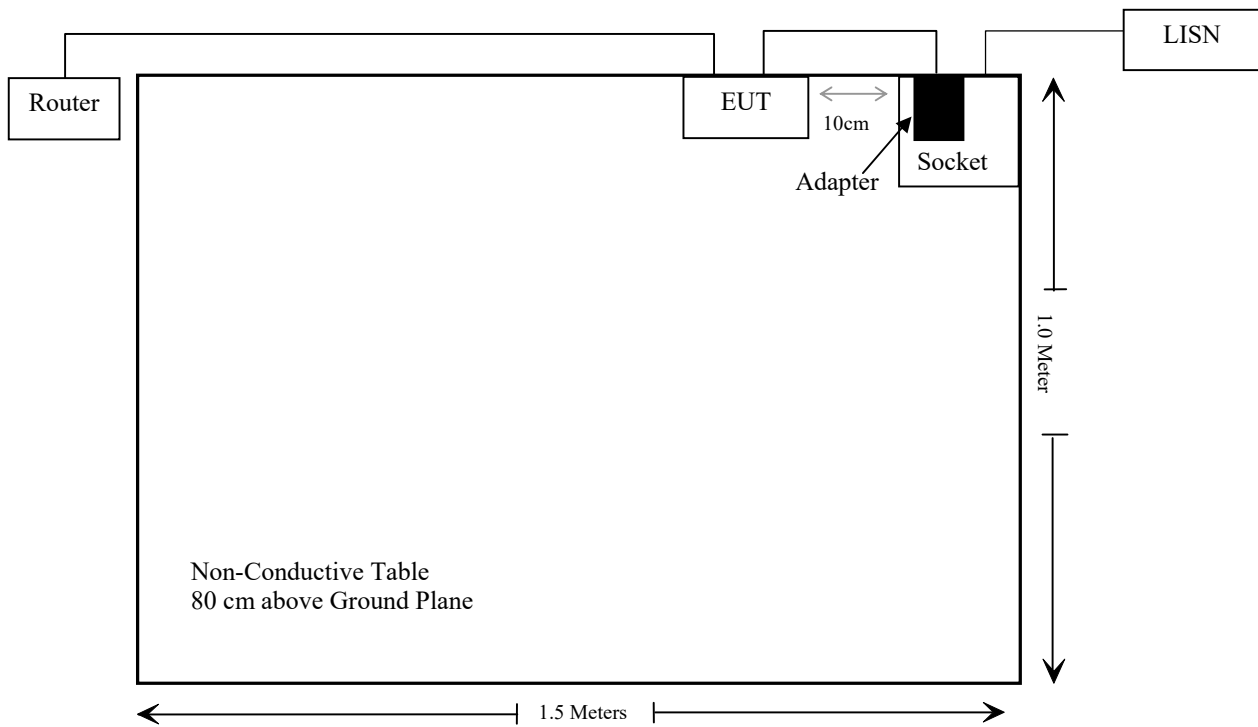 LISN
Router
EUT
10cm
Adapter
Socket
1.0 Meter
Non-Conductive Table
80 cm above Ground Plane
1.5 Meters